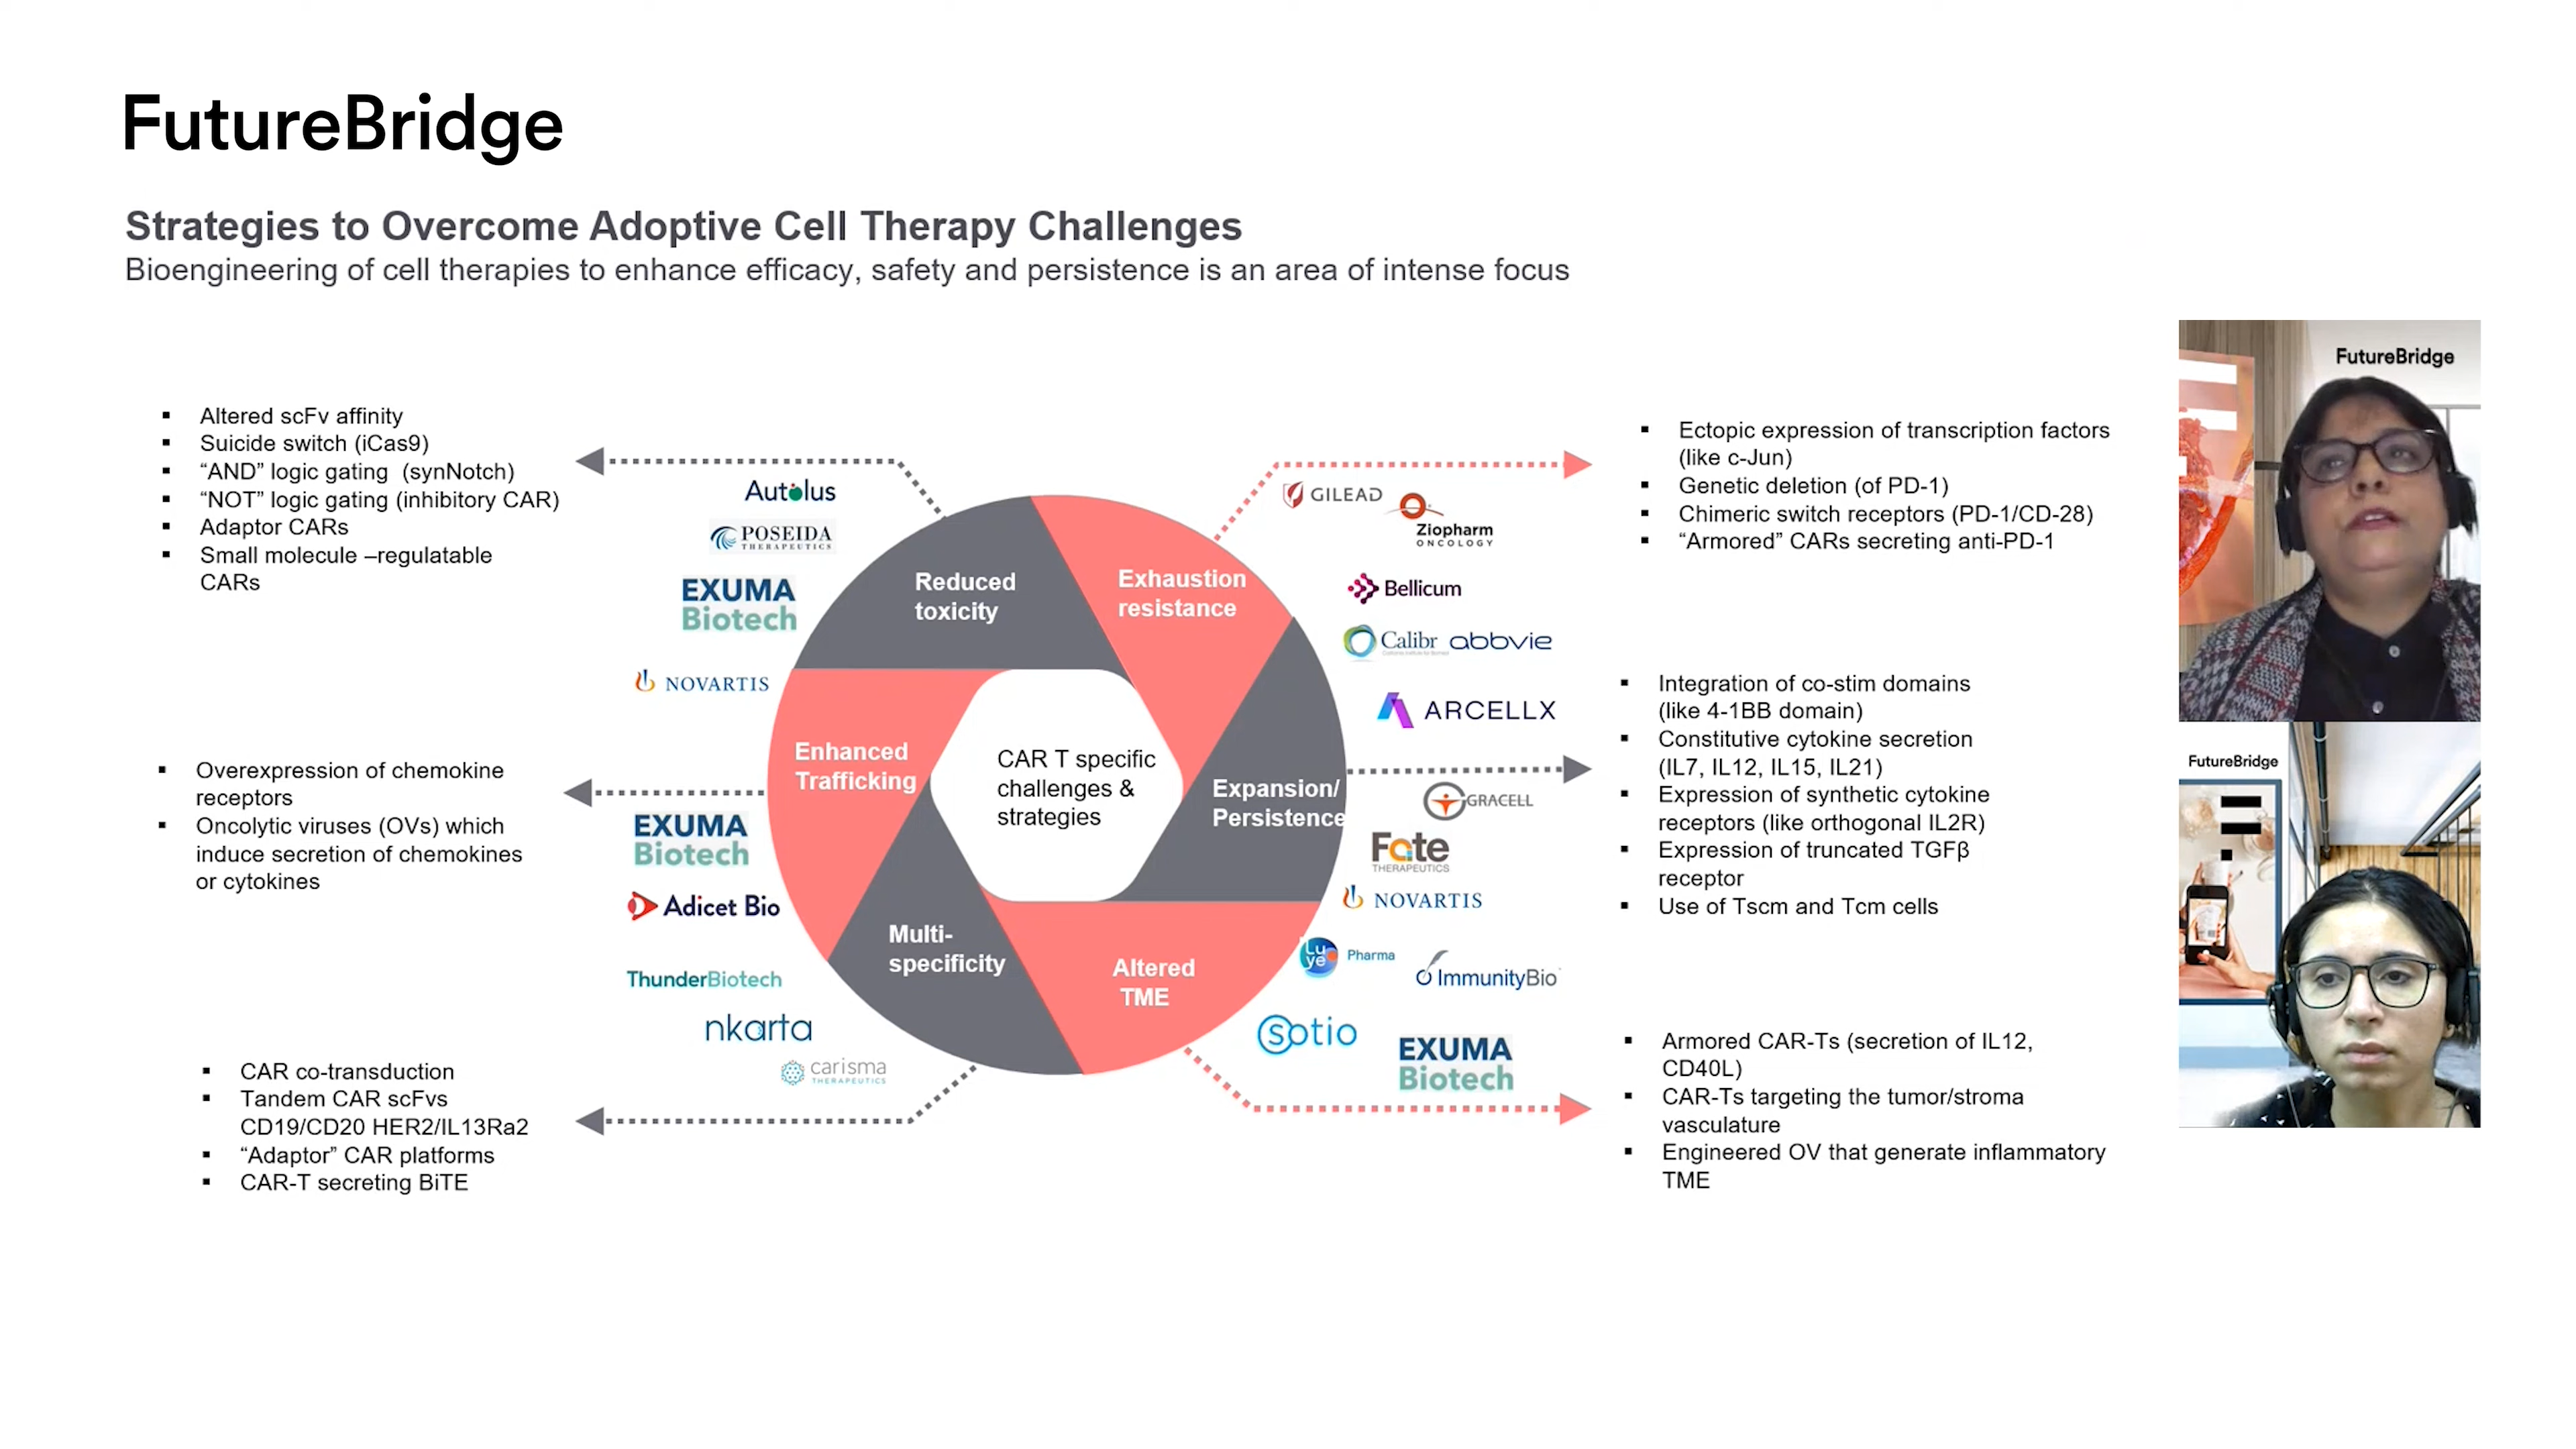 FutureBridge
Strategies to Overcome Adoptive Cell Therapy Challenges
Bioengineering of cell therapies to enhance efficacy, safety and persistence is an area of intense focus
▪ Altered scFv affinity
▪ Suicide switch (iCas9)
▪ “AND” logic gating (synNotch)
▪ “NOT” logic gating (inhibitory CAR)
▪ Adaptor CARs
▪ Small molecule –regulatable
CARs
Autolus
POSEIDA
THERAPEUTICS
EXUMA
Biotech
NOVARTIS
▪ Overexpression of chemokine
receptors
▪ Oncolytic viruses (OVs) which
induce secretion of chemokines
or cytokines
EXUMA
Biotech
Adicet Bio
ThunderBiotech
nkarta
carisma
THERAPEUTICS
▪ CAR co-transduction
▪ Tandem CAR scFvs
CD19/CD20 HER2/IL13Ra2
▪ “Adaptor” CAR platforms
▪ CAR-T secreting BiTE
Reduced
toxicity
Exhaustion
resistance
Enhanced
Trafficking
CAR T specific
challenges &
strategies
Expansion/
Persistence
Multi-
specificity
Altered
TME
GILEAD
Ziopharm
ONCOLOGY
Bellicum
Calibr abbvie
ARCELLX
GRACELL
Fate
THERAPEUTICS
NOVARTIS
Luye Pharma
ImmunityBio
sotio
EXUMA
Biotech
▪ Ectopic expression of transcription factors
(like c-Jun)
▪ Genetic deletion (of PD-1)
▪ Chimeric switch receptors (PD-1/CD-28)
▪ “Armored” CARs secreting anti-PD-1
▪ Integration of co-stim domains
(like 4-1BB domain)
▪ Constitutive cytokine secretion
(IL7, IL12, IL15, IL21)
▪ Expression of synthetic cytokine
receptors (like orthogonal IL2R)
▪ Expression of truncated TGFβ
receptor
▪ Use of Tscm and Tcm cells
▪ Armored CAR-Ts (secretion of IL12,
CD40L)
▪ CAR-Ts targeting the tumor/stroma
vasculature
▪ Engineered OV that generate inflammatory
TME
FutureBridge
FutureBridge